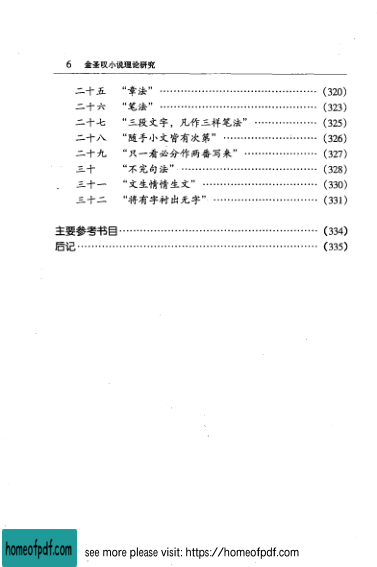 6 金圣叹小说理论研究
二十五 “章法” ………………………………………… (320)
二十六 “笔法” ………………………………………… (323)
二十七 “三段文字，凡作三样笔法” ……………… (325)
二十八 “随手小文皆有次第” ……………………… (326)
二十九 “只一看必分作两番写来” ………………… (327)
三十 “不完句法” …………………………………… (328)
三十一 “文生情情生文” …………………………… (330)
三十二 “将有字衬出无字” ………………………… (331)
主要参考书目 …………………………………………… (334)
后记 ……………………………………………………… (335)
homeofpdf.com see more please visit: https://homeofpdf.com